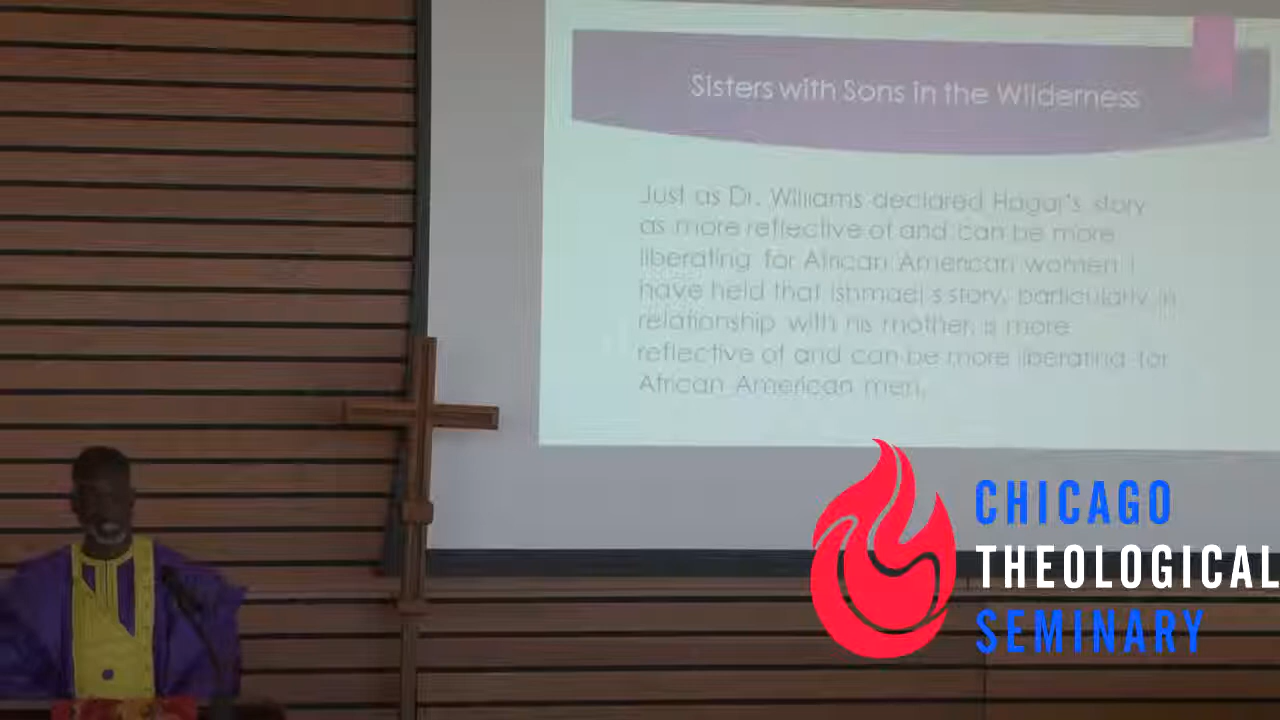 Sisters with Sons in the Wilderness
Just as Dr. Williams declared Hagar's story
as more reflective of and can be more
liberating for African American women I
have held that Ishmael's story, particularly in
relationship with his mother, is more
reflective of and can be more liberating for
African American men.
CHICAGO
THEOLOGICAL
SEMINARY